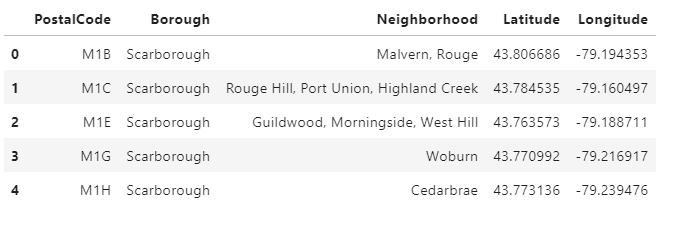 PostalCode Borough Neighborhood Latitude Longitude
0 M1B Scarborough Malvern, Rouge 43.806686 -79.194353
1 M1C Scarborough Rouge Hill, Port Union, Highland Creek 43.784535 -79.160497
2 M1E Scarborough Guildwood, Morningside, West Hill 43.763573 -79.188711
3 M1G Scarborough Woburn 43.770992 -79.216917
4 M1H Scarborough Cedarbrae 43.773136 -79.239476